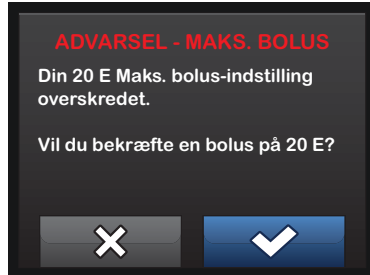 ADVARSEL - MAKS. BOLUS
Din 20 E Maks. bolus-indstilling
overskredet.
Vil du bekræfte en bolus på 20 E?